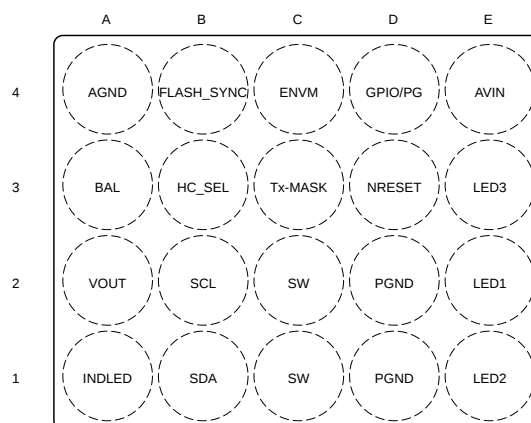 A B C D E
4 AGND FLASH_SYNC ENVM GPIO/PG AVIN
3 BAL HC_SEL Tx-MASK NRESET LED3
2 VOUT SCL SW PGND LED1
1 INDLED SDA SW PGND LED2